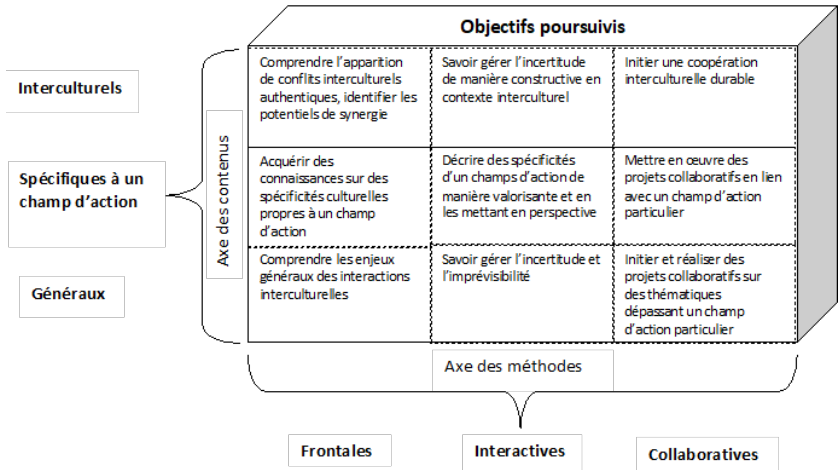 Objectifs poursuivis
Interculturels
Spécifiques à un
champ d’action
Généraux
Axe des contenus
Comprendre l’apparition
de conflits interculturels
authentiques, identifier les
potentiels de synergie
Savoir gérer l’incertitude
de manière constructive en
contexte interculturel
Initier une coopération
interculturelle durable
Acquérir des
connaissances sur des
spécificités culturelles
propres à un champ
d’action
Décrire des spécificités
d’un champs d’action de
manière valorisante et en
les mettant en perspective
Mettre en œuvre des
projets collaboratifs en lien
avec un champ d’action
particulier
Comprendre les enjeux
généraux des interactions
interculturelles
Savoir gérer l’incertitude et
l’imprévisibilité
Initier et réaliser des
projets collaboratifs sur
des thématiques
dépassant un champ
d’action particulier
Axe des méthodes
Frontales
Interactives
Collaboratives